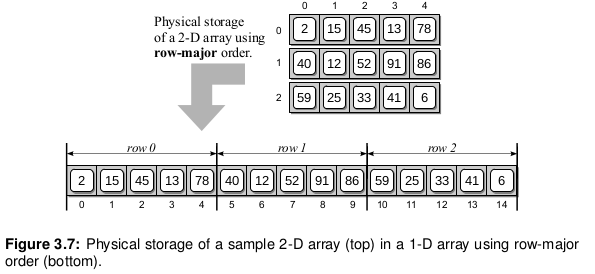 0 1 2 3 4
Physical storage
of a 2-D array using
row-major order.
0 2 15 45 13 78
1 40 12 52 91 86
2 59 25 33 41 6
row 0 row 1 row 2
2 15 45 13 78 40 12 52 91 86 59 25 33 41 6
0 1 2 3 4 5 6 7 8 9 10 11 12 13 14
Figure 3.7: Physical storage of a sample 2-D array (top) in a 1-D array using row-major
order (bottom).